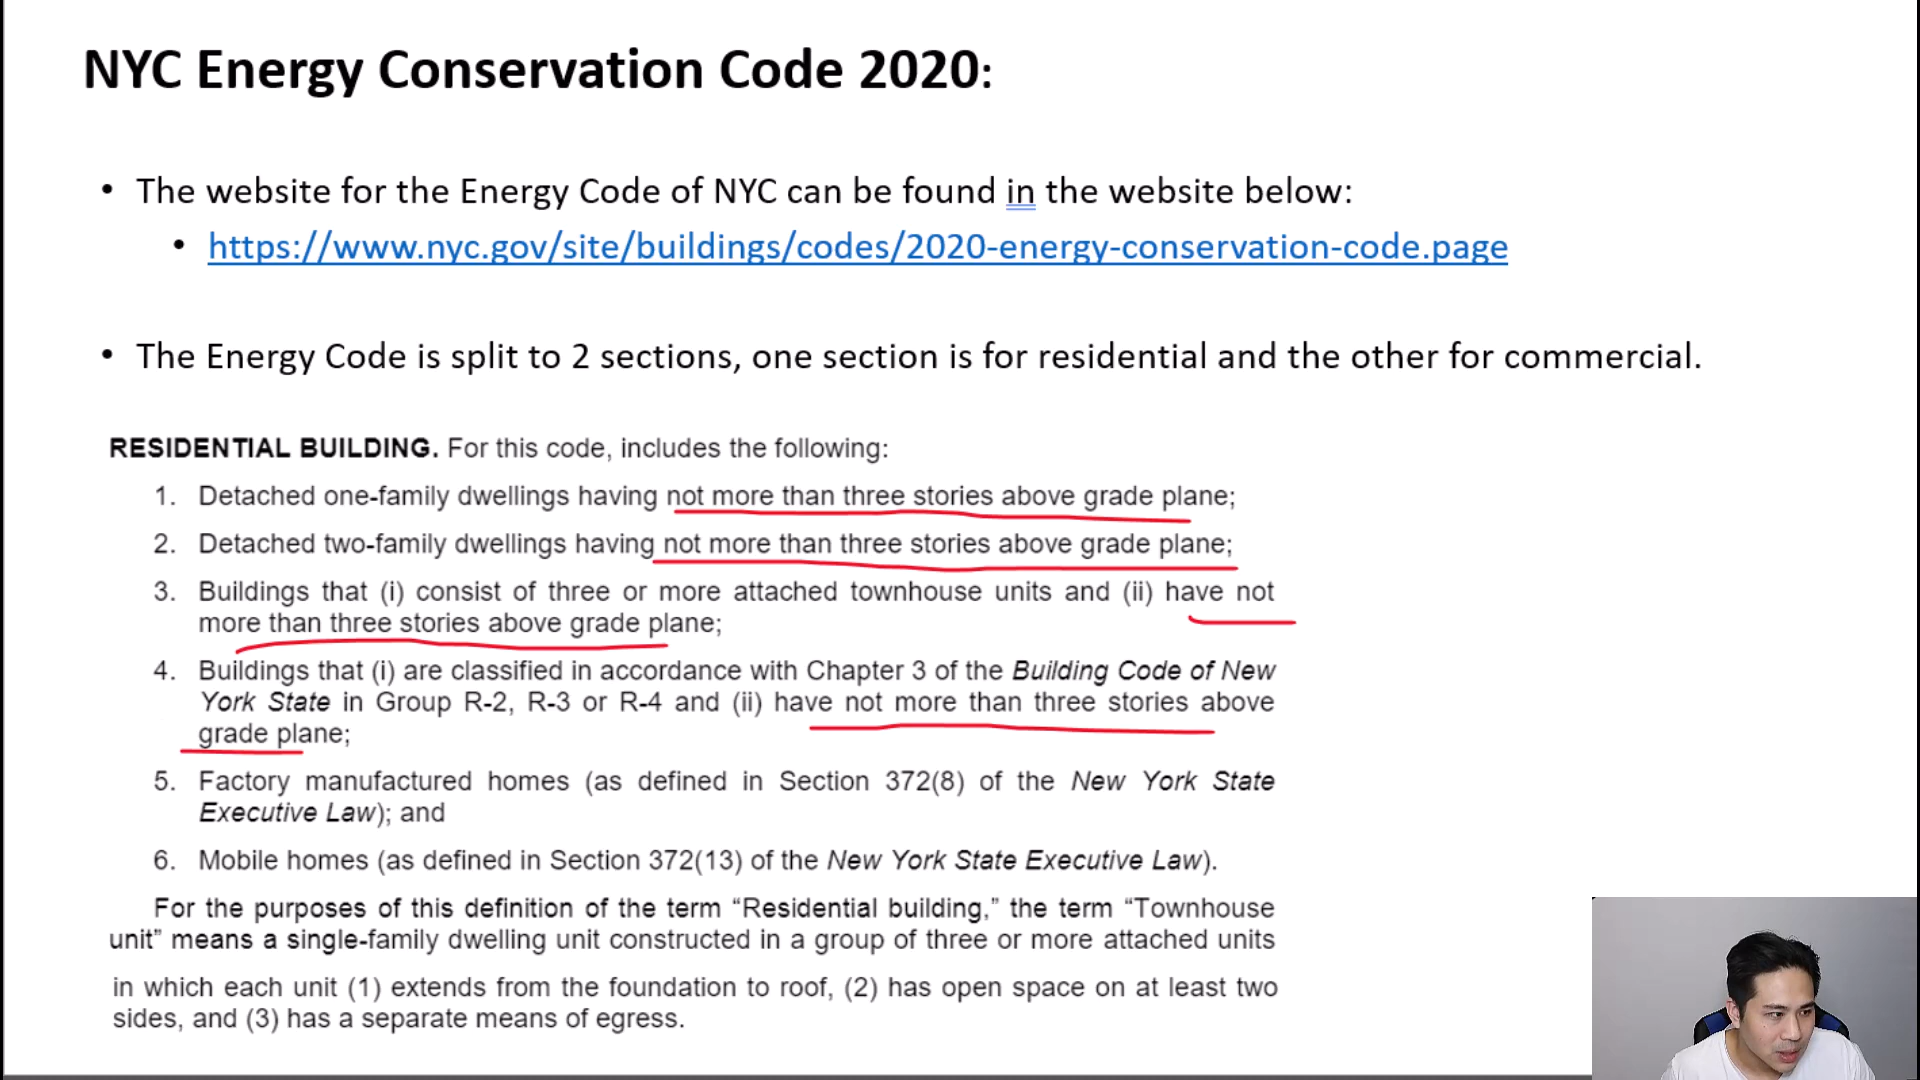 NYC Energy Conservation Code 2020:
• The website for the Energy Code of NYC can be found in the website below:
• https://www.nyc.gov/site/buildings/codes/2020-energy-conservation-code.page
• The Energy Code is split to 2 sections, one section is for residential and the other for commercial.
RESIDENTIAL BUILDING. For this code, includes the following:
1. Detached one-family dwellings having not more than three stories above grade plane;
2. Detached two-family dwellings having not more than three stories above grade plane;
3. Buildings that (i) consist of three or more attached townhouse units and (ii) have not
more than three stories above grade plane;
4. Buildings that (i) are classified in accordance with Chapter 3 of the Building Code of New
York State in Group R-2, R-3 or R-4 and (ii) have not more than three stories above
grade plane;
5. Factory manufactured homes (as defined in Section 372(8) of the New York State
Executive Law); and
6. Mobile homes (as defined in Section 372(13) of the New York State Executive Law).
For the purposes of this definition of the term “Residential building,” the term “Townhouse
unit” means a single-family dwelling unit constructed in a group of three or more attached units
in which each unit (1) extends from the foundation to roof, (2) has open space on at least two
sides, and (3) has a separate means of egress.